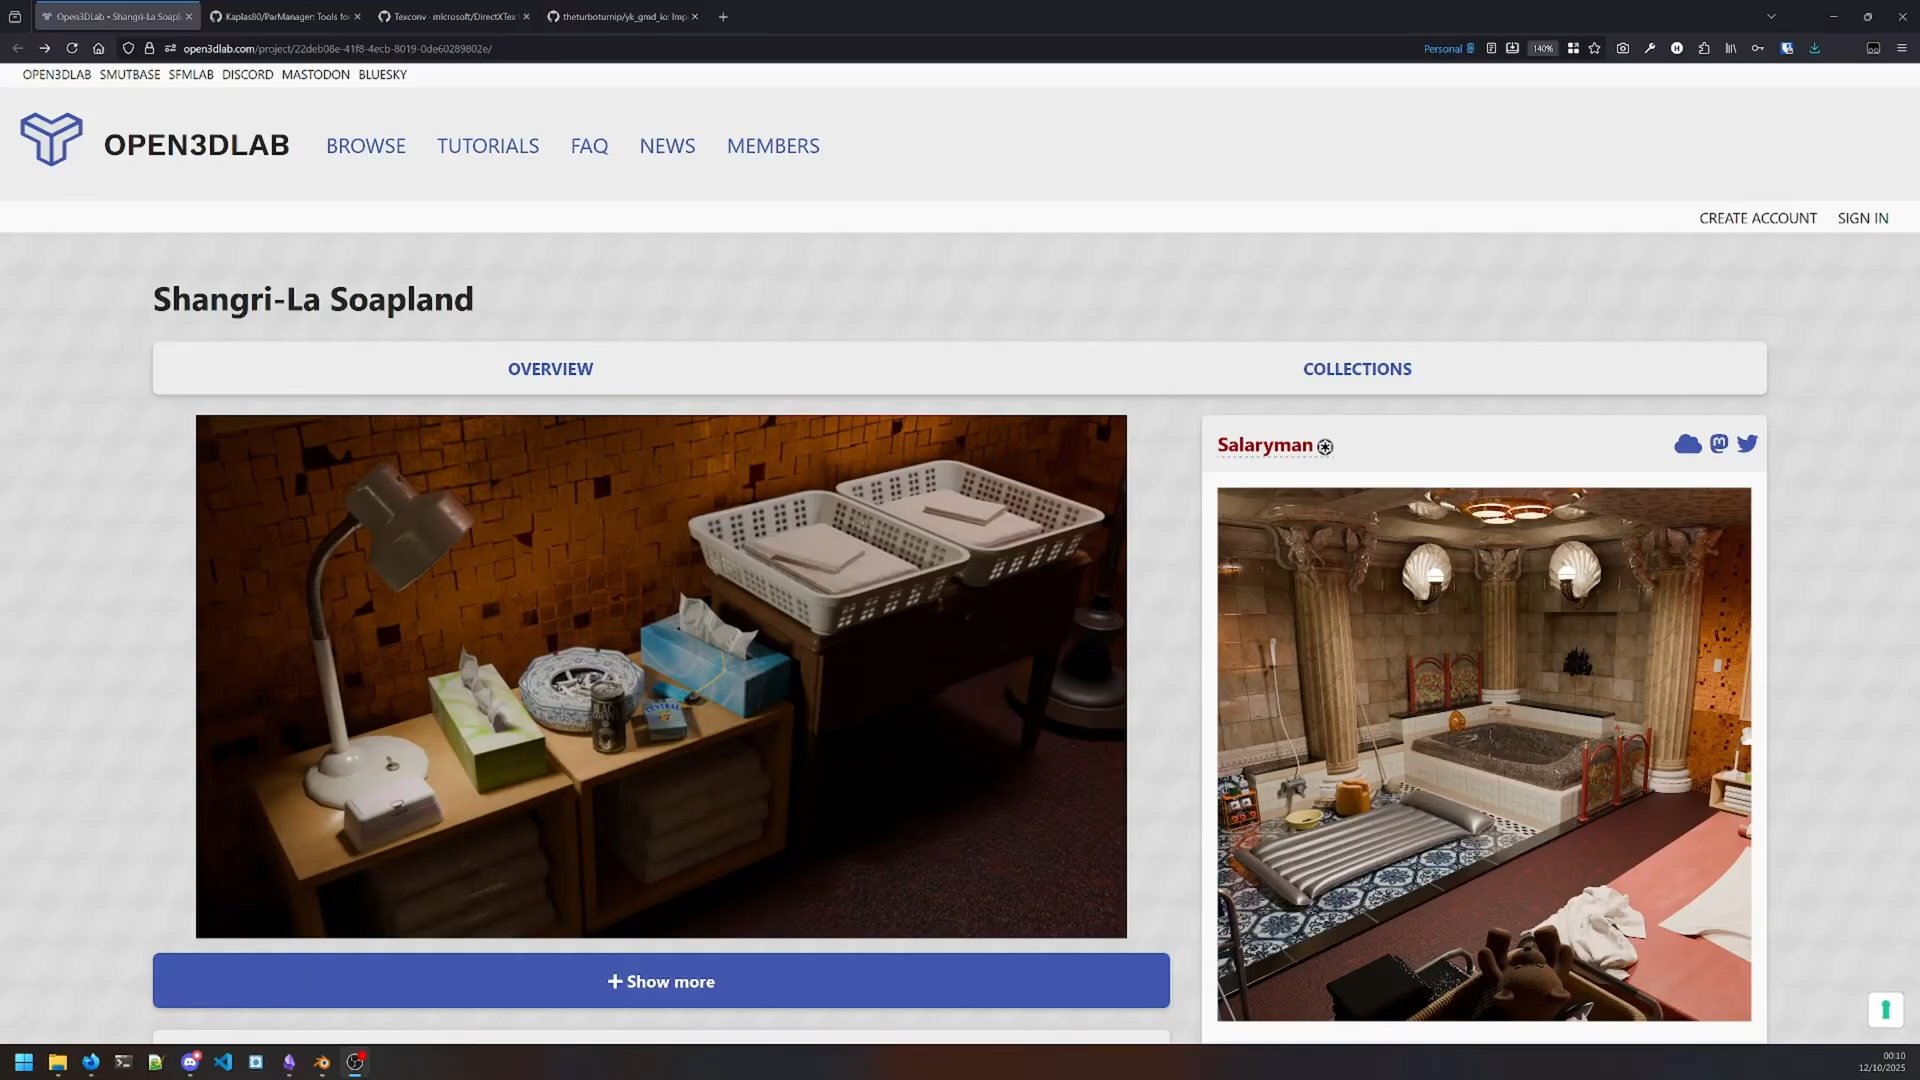 Open3DLab • Shangri-La Soapl
Kaplas80/ParManager: Tools fo
Texconv · microsoft/DirectXTex
theturboturnip/yk_gmd_io: Imp
open3dlab.com/project/22deb08e-41f8-4ecb-8019-0de60289802e/
Personal
140%
OPEN3DLAB SMUTBASE SFMLAB DISCORD MASTODON BLUESKY
OPEN3DLAB BROWSE TUTORIALS FAQ NEWS MEMBERS
CREATE ACCOUNT SIGN IN
Shangri-La Soapland
OVERVIEW COLLECTIONS
Salaryman
CENTRAL
Show more
00:10
12/10/2025